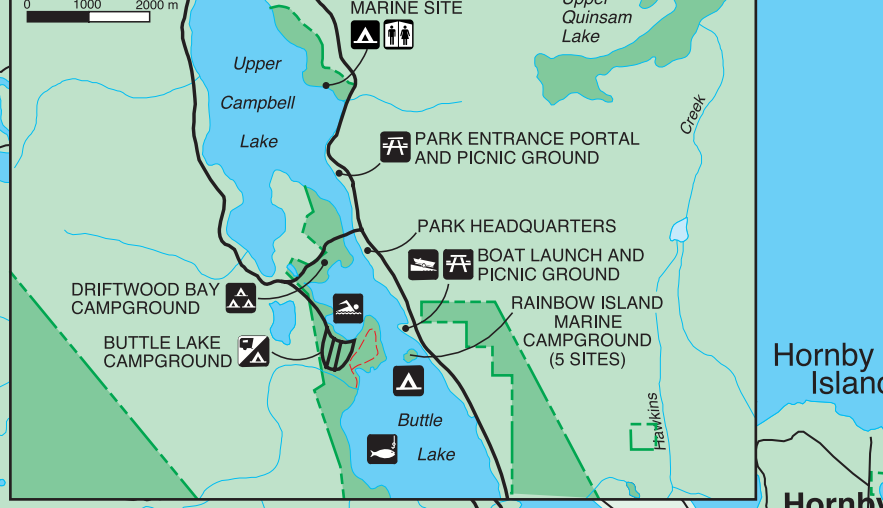 0 1000 2000 m
MARINE SITE
Upper
Quinsam
Lake
Upper
Campbell
Lake
Creek
PARK ENTRANCE PORTAL
AND PICNIC GROUND
PARK HEADQUARTERS
BOAT LAUNCH AND
PICNIC GROUND
DRIFTWOOD BAY
CAMPGROUND
RAINBOW ISLAND
MARINE
CAMPGROUND
(5 SITES)
BUTTLE LAKE
CAMPGROUND
Hornby
Hawkins
Buttle
Lake